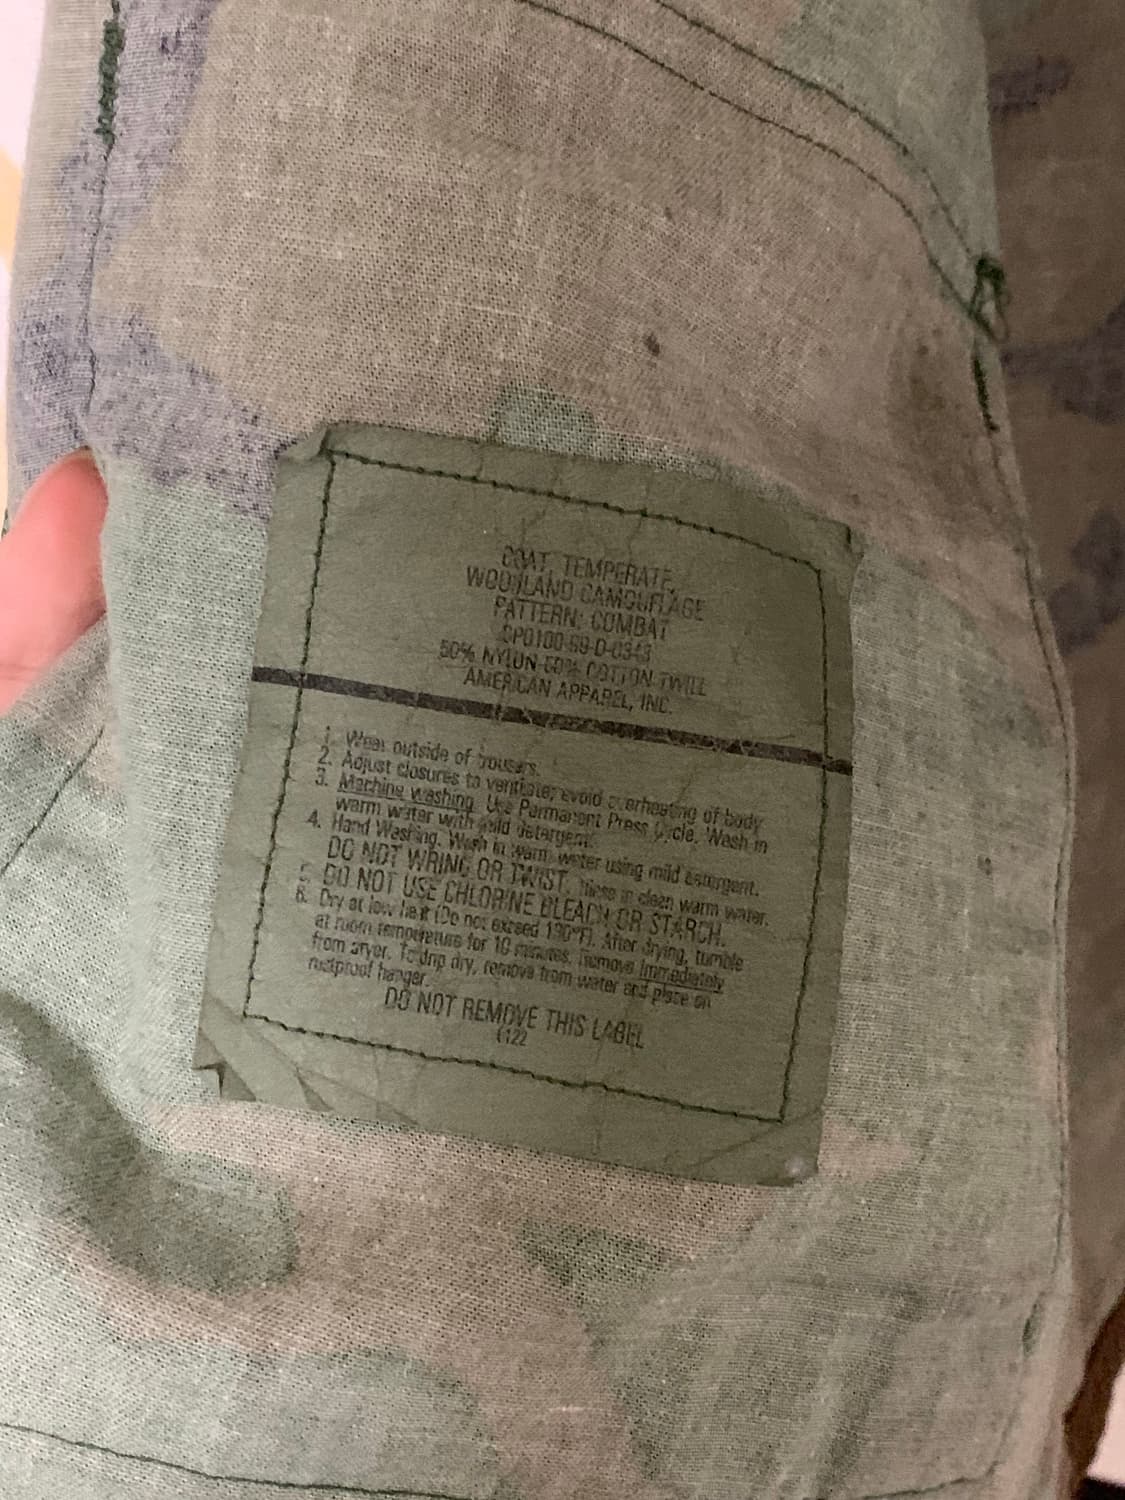 COAT, TEMPERATE,
WOODLAND CAMOUFLAGE
PATTERN: COMBAT
50% NYLON 50% COTTON TWILL
AMERICAN APPAREL, INC.
1. Wear outside of trousers.
2. Adjust closures to ventilate; avoid overheating of body
3. Machine washing. Use Permanent Press Cycle. Wash in
warm water with mild detergent.
4. Hand Washing. Wash in warm water using mild detergent.
DO NOT WRING OR TWIST. Rinse in clean warm water.
5. DO NOT USE CHLORINE BLEACH OR STARCH.
6. Dry at low heat (Do not exceed 130°F). After drying, tumble
at room temperature for 10 minutes. Remove immediately
from dryer. To drip dry, remove from water and place on
rustproof hanger.
DO NOT REMOVE THIS LABEL